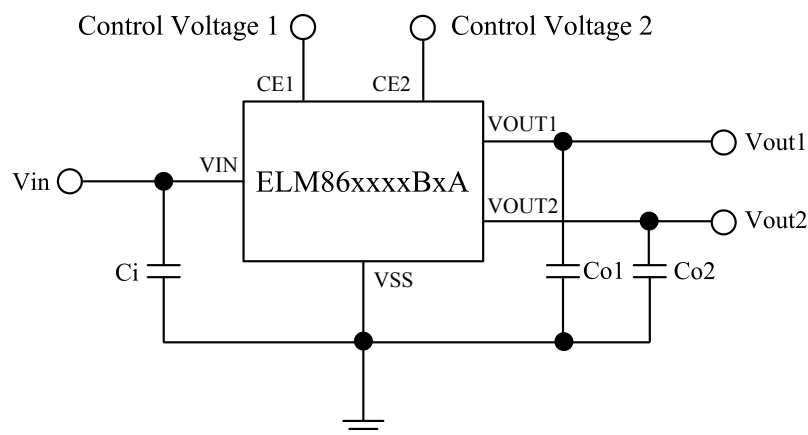 Control Voltage 1
Control Voltage 2
CE1
CE2
VOUT1
Vout1
VIN
Vin
ELM86xxxxBxA
VOUT2
Vout2
Ci
VSS
Co1
Co2